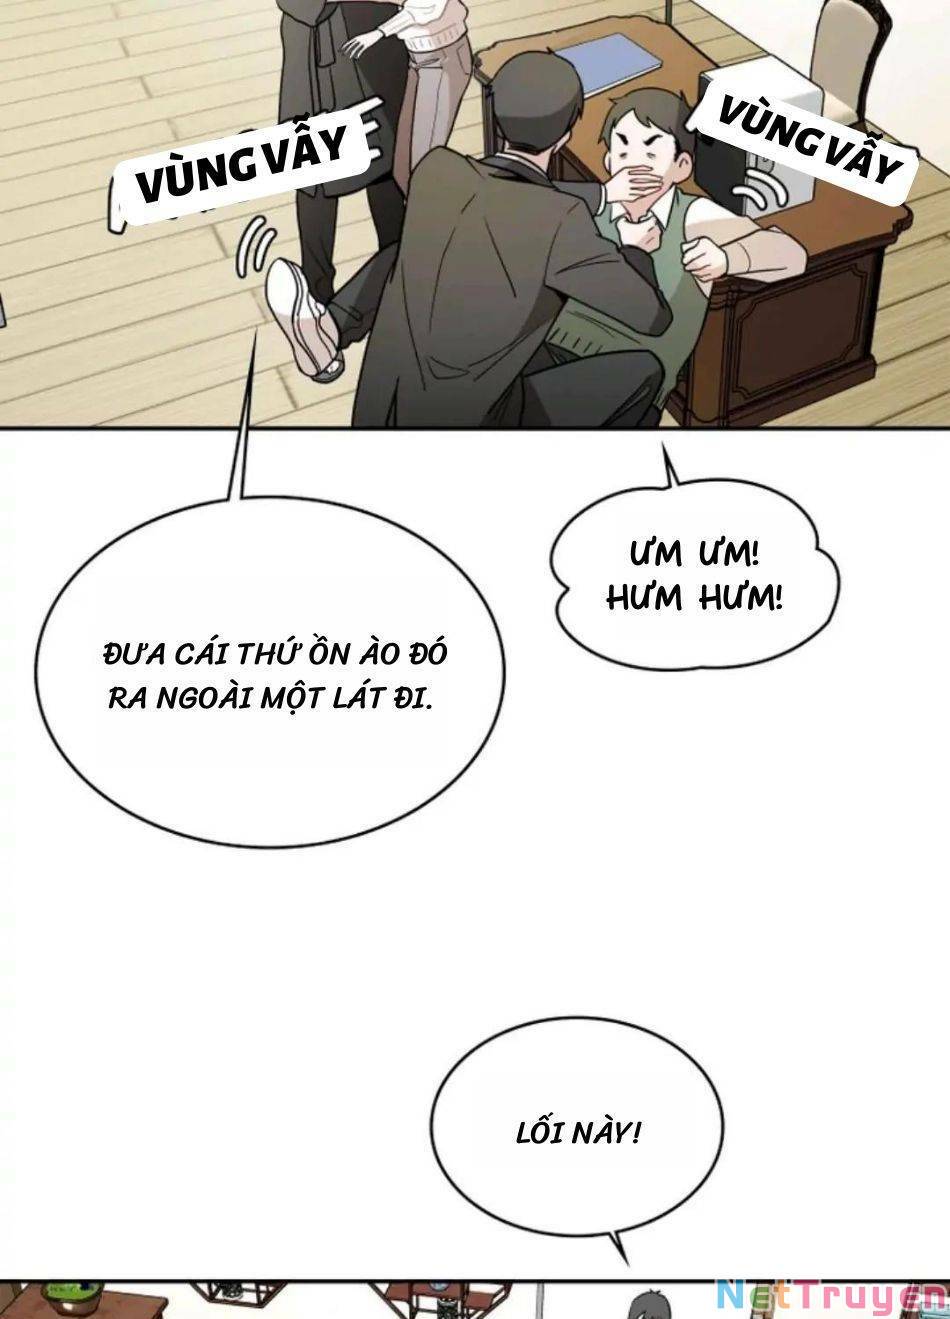 VÙNG VẪY
VÙNG VẪY
ƯM ƯM!
HƯM HƯM!
ĐƯA CÁI THỨ ỒN ÀO ĐÓ
RA NGOÀI MỘT LÁT ĐI.
LỐI NÀY!
NetTruyen